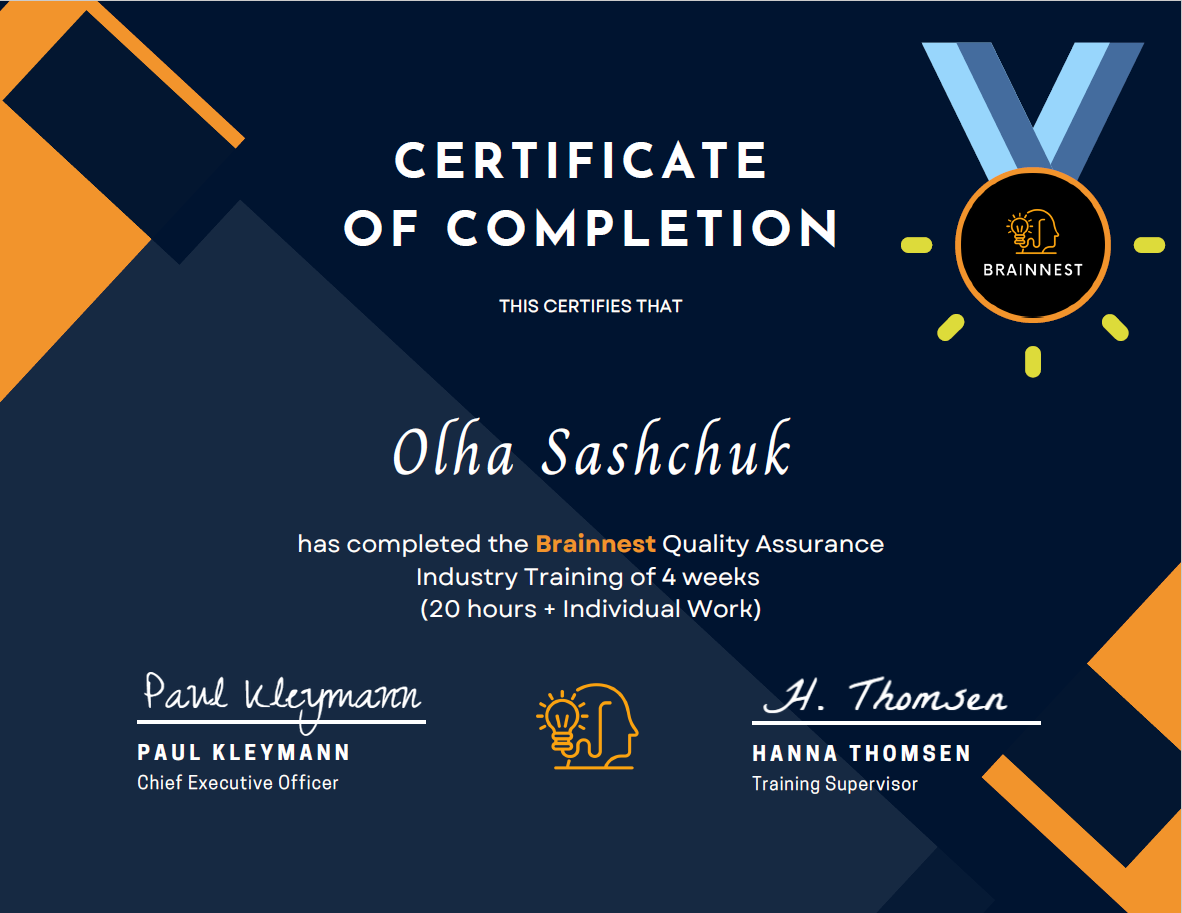 CERTIFICATE
OF COMPLETION
BRAINNEST
THIS CERTIFIES THAT
Olha Sashchuk
has completed the Brainnest Quality Assurance
Industry Training of 4 weeks
(20 hours + Individual Work)
Paul Kleymann
PAUL KLEYMANN
Chief Executive Officer
H. Thomsen
HANNA THOMSEN
Training Supervisor